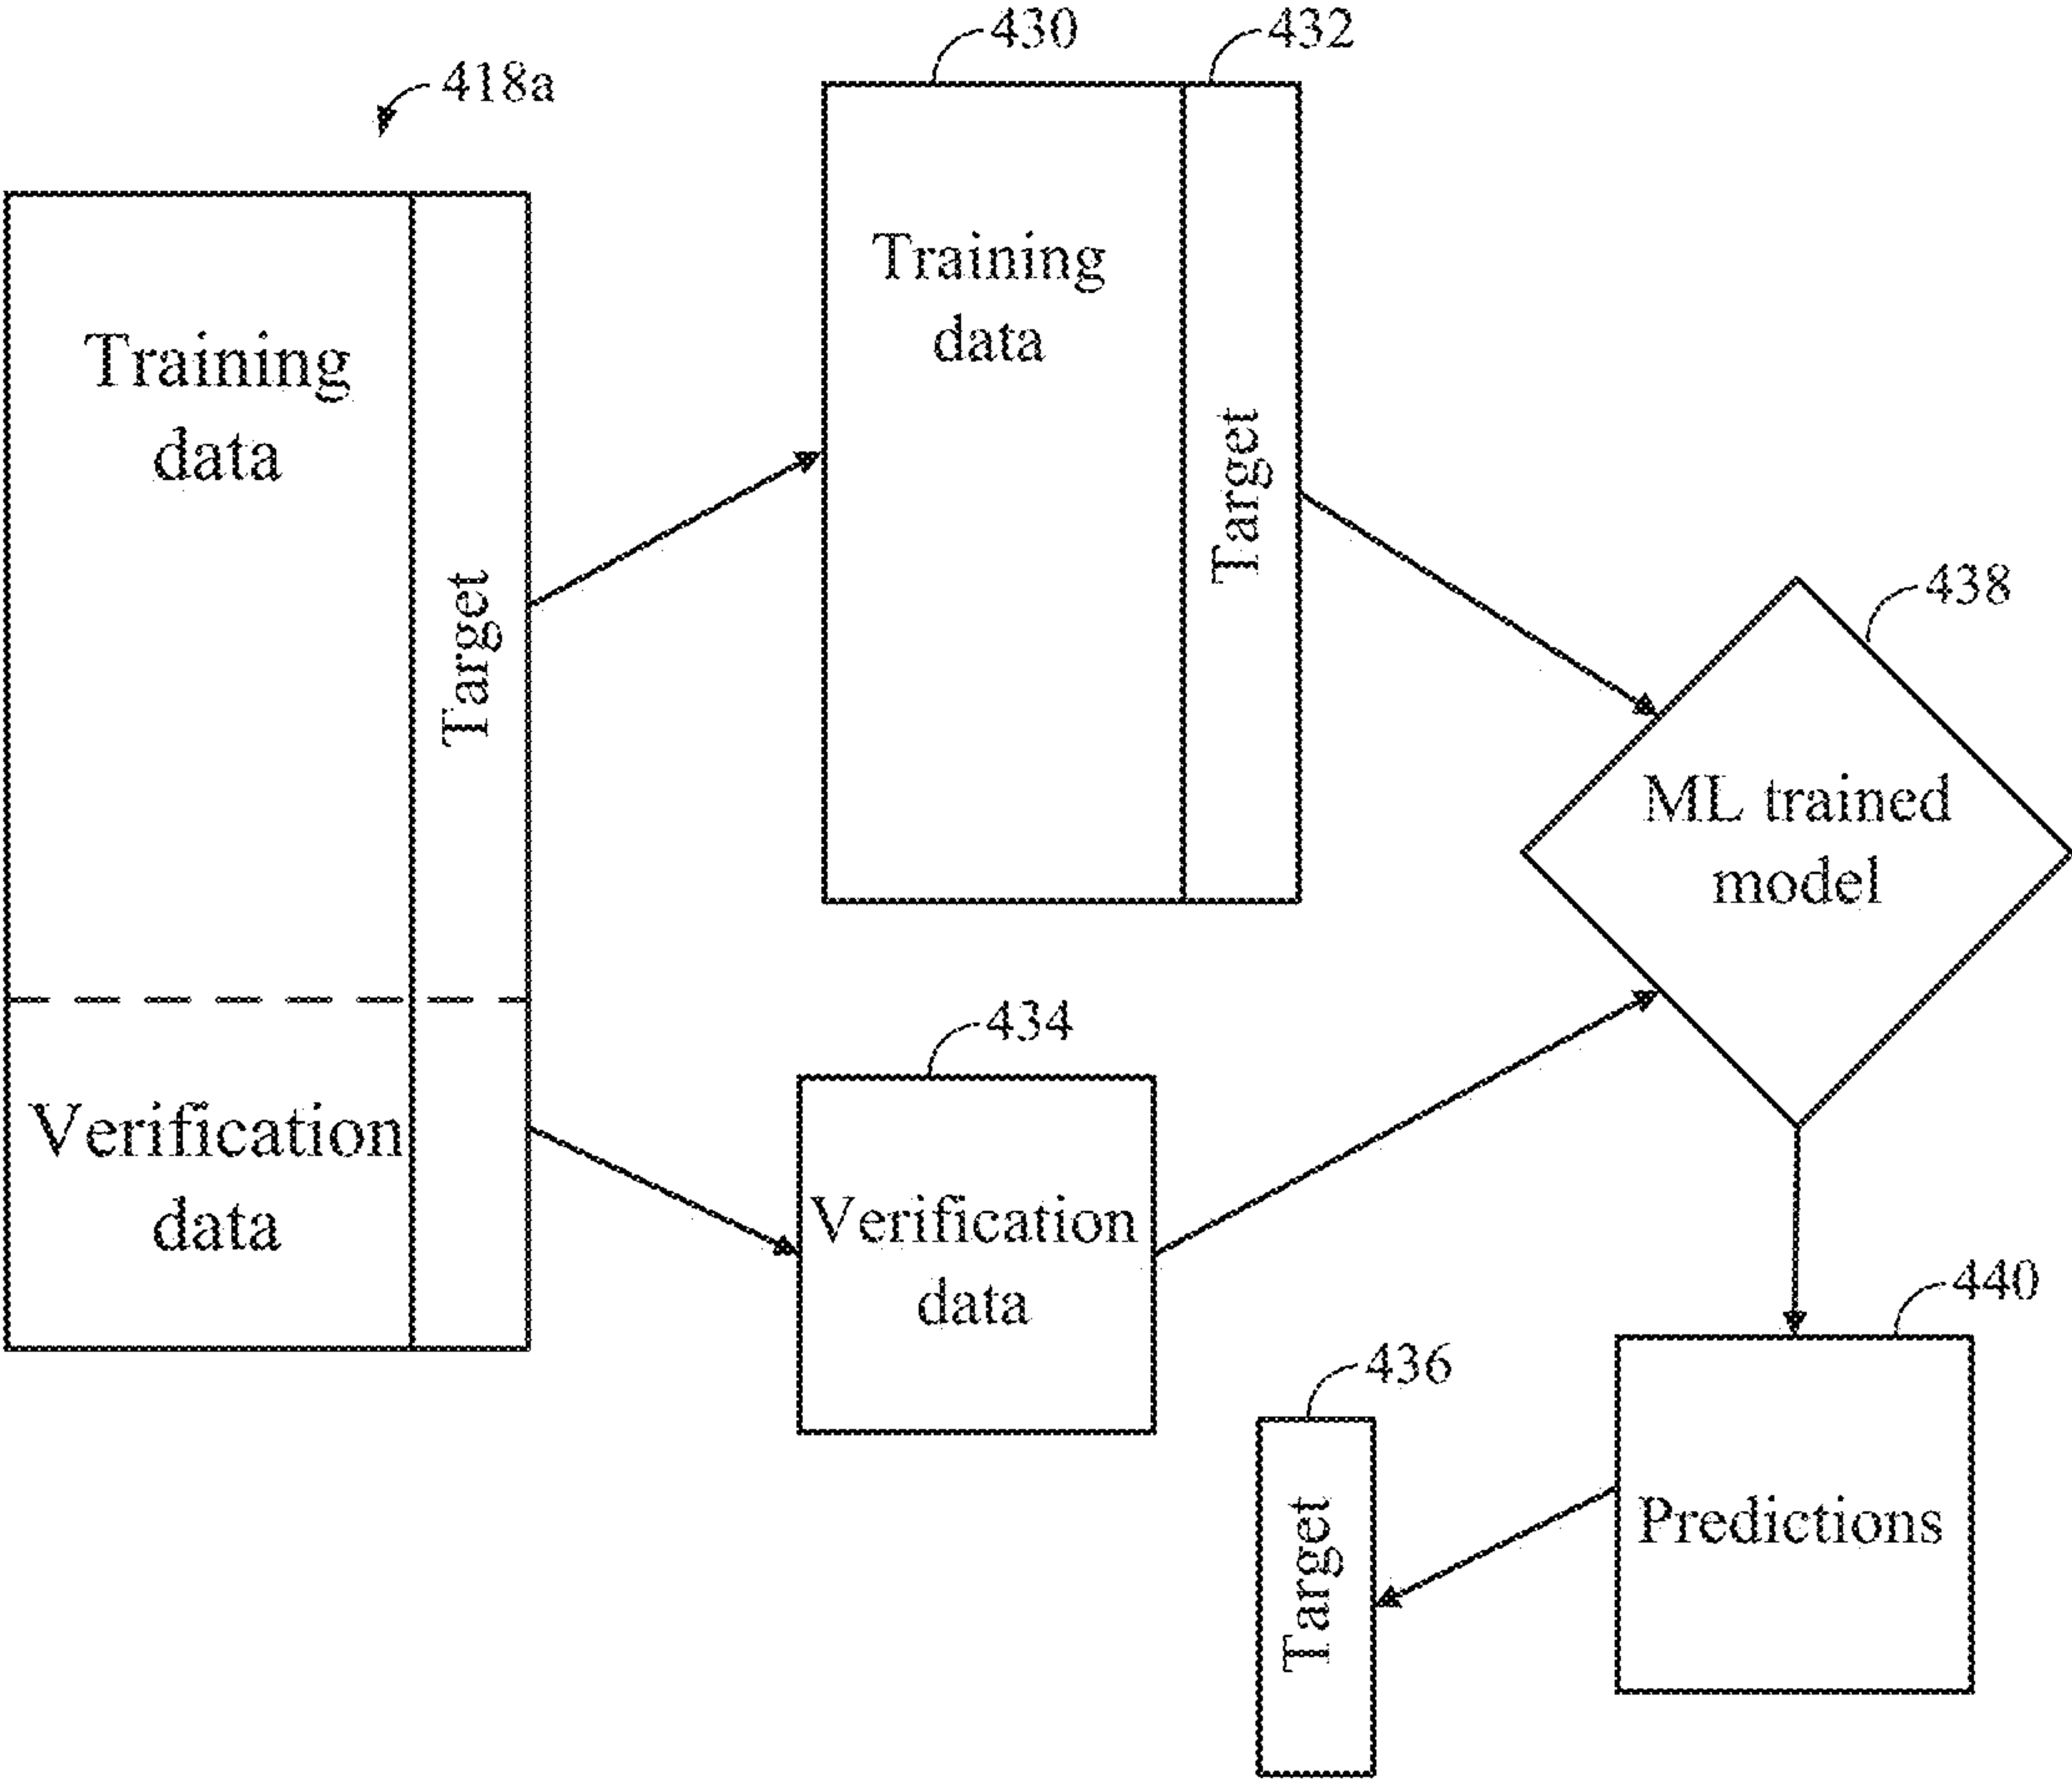 430
432
418a
Training
data
Target
Training
data
Target
438
ML trained
model
434
Verification
data
Verification
data
440
436
Predictions
Target